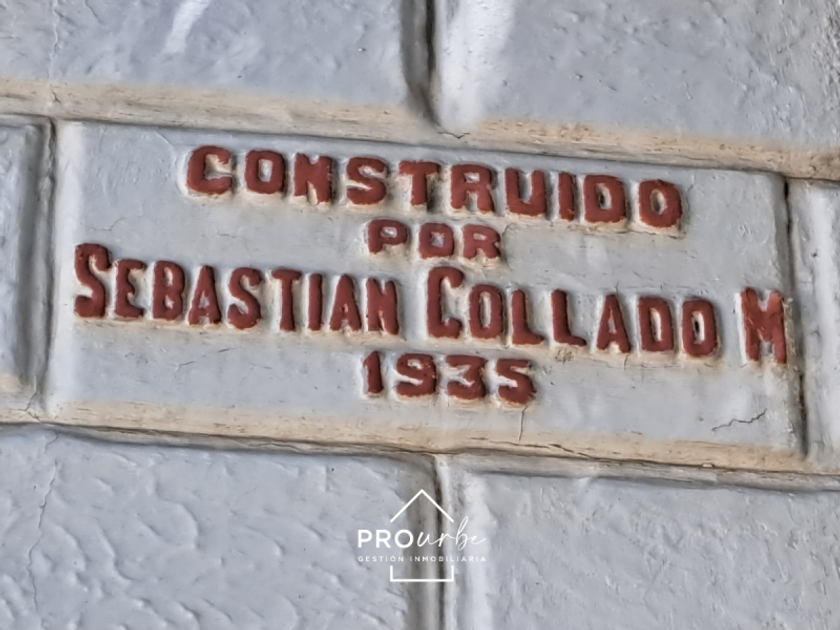 CONSTRUIDO
POR
SEBASTIAN COLLADO M
1935
PROurbe
GESTIÓN INMOBILIARIA